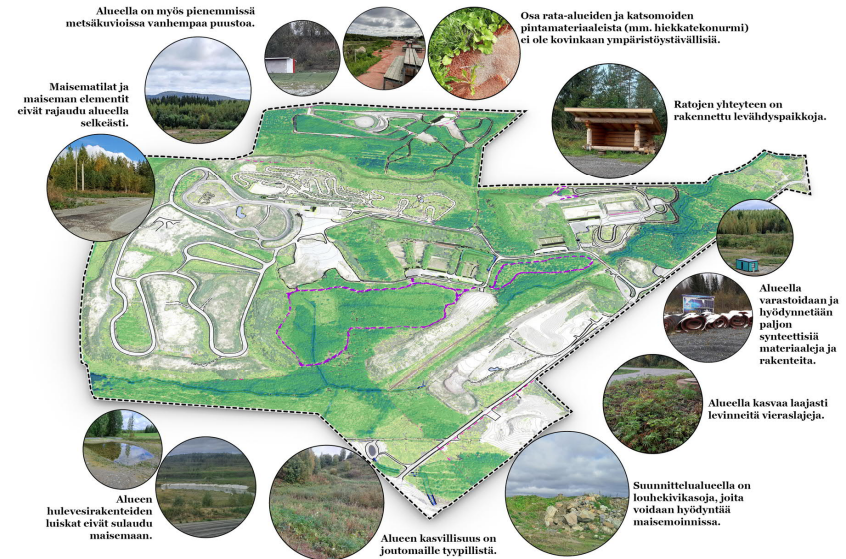 Alueella on myös pienemmissä
metsäkuvioissa vanhempaa puustoa.
Osa rata-alueiden ja katsomoiden
pintamateriaaleista (mm. hiekkatekonurmi)
ei ole kovinkaan ympäristöystävällisiä.
Maisematilat ja
maiseman elementit
eivät rajaudu alueella
selkeästi.
Ratojen yhteyteen on
rakennettu levähdyspaikkoja.
Alueella
varastoidaan ja
hyödynnetään
paljon
synteettisiä
materiaaleja ja
rakenteita.
Alueella kasvaa laajasti
levinneitä vieraslajeja.
Suunnittelualueella on
louhekivikasoja, joita
voidaan hyödyntää
maisemoinnissa.
Alueen
hulevesirakenteiden
luiskat eivät sulaudu
maisemaan.
Alueen kasvillisuus on
joutomaille tyypillistä.